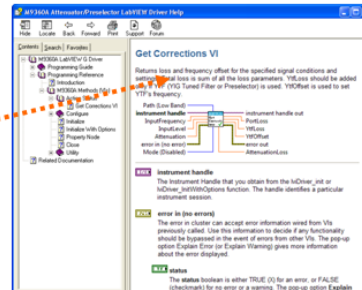 M9360A Attenuator/Preselector LabVIEW G Driver Help
Hide Locate Back Forward Print Support Forum
Contents Search Favorites
M9360A LabVIEW G Driver
Programming Guide
Programming Reference
Introduction
M9360A Methods (VIs)
Get Corrections VI
Configure
Initialize
Initialize With Options
Property Node
Close
Utility
Related Documentation
Get Corrections VI
Returns loss and frequency offset for the specified signal conditions and
settings. Total loss is sum of all the loss parameters. YtfLoss should be added
only if YTF (YIG Tuned Filter or Preselector) is used. YtfOffset is used to set
YTF's frequency.
Path (Low Band)
instrument handle
InputFrequency
InputLevel
Attenuation
error in (no error)
Mode (Disabled)
instrument handle out
PortLoss
YtfLoss
YtfOffset
error out
AttenuationLoss
instrument handle
The Instrument Handle that you obtain from the IviDriver_init or
IviDriver_InitWithOptions function. The handle identifies a particular
instrument session.
error in (no errors)
The error in cluster can accept error information wired from VIs
previously called. Use this information to decide if any functionality
should be bypassed in the event of errors from other VIs. The pop-up
option Explain Error (or Explain Warning) gives more information
about the error displayed.
status
The status boolean is either TRUE (X) for an error, or FALSE
(checkmark) for no error or a warning. The pop-up option Explain